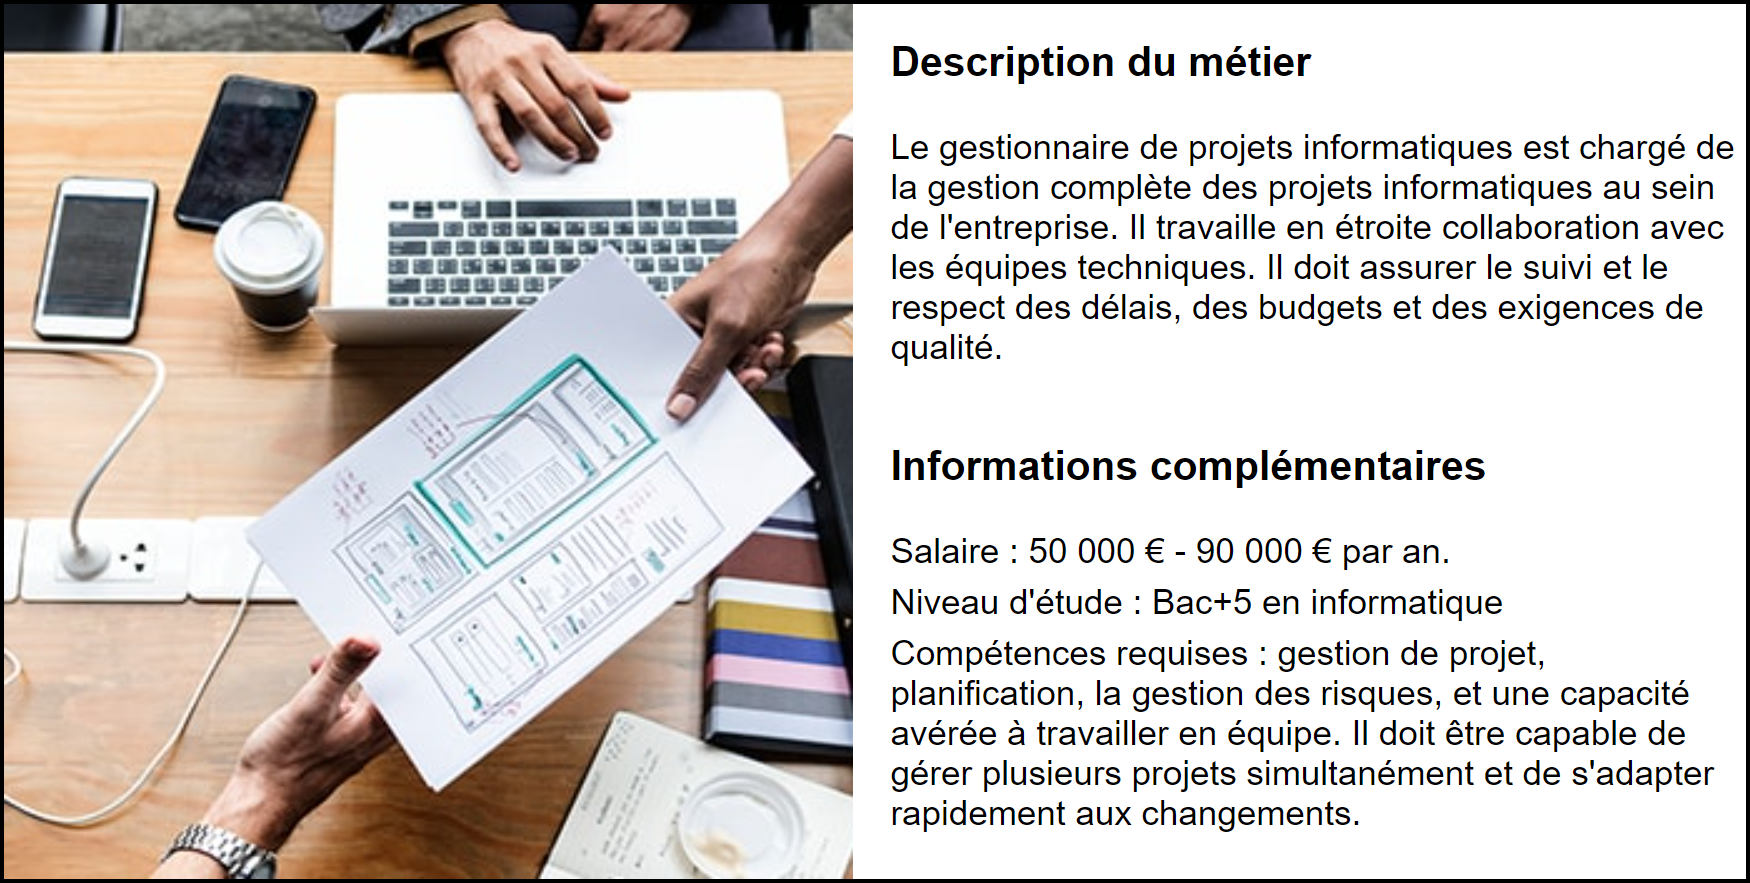 Description du métier
Le gestionnaire de projets informatiques est chargé de
la gestion complète des projets informatiques au sein
de l'entreprise. Il travaille en étroite collaboration avec
les équipes techniques. Il doit assurer le suivi et le
respect des délais, des budgets et des exigences de
qualité.
Informations complémentaires
Salaire : 50 000 € - 90 000 € par an.
Niveau d'étude : Bac+5 en informatique
Compétences requises : gestion de projet,
planification, la gestion des risques, et une capacité
avérée à travailler en équipe. Il doit être capable de
gérer plusieurs projets simultanément et de s'adapter
rapidement aux changements.